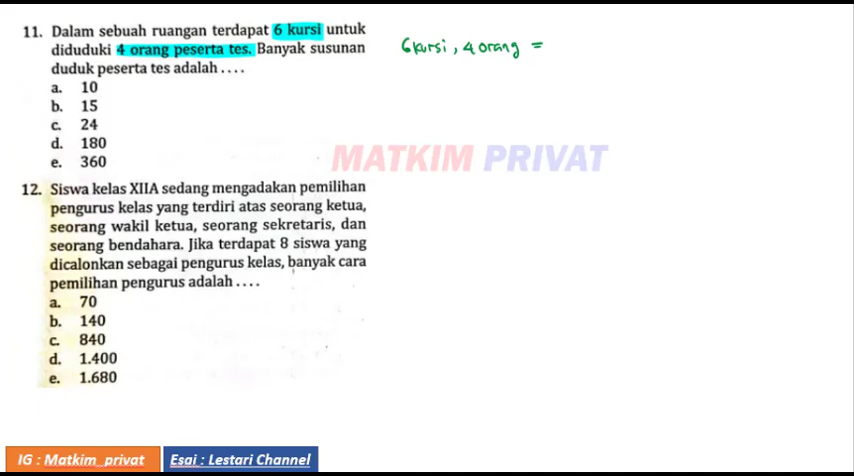 11. Dalam sebuah ruangan terdapat 6 kursi untuk
diduduki 4 orang peserta tes. Banyak susunan
duduk peserta tes adalah ....
a. 10
b. 15
c. 24
d. 180
e. 360
6 kursi, 4 orang =
MATKIM PRIVAT
12. Siswa kelas XIIA sedang mengadakan pemilihan
pengurus kelas yang terdiri atas seorang ketua,
seorang wakil ketua, seorang sekretaris, dan
seorang bendahara. Jika terdapat 8 siswa yang
dicalonkan sebagai pengurus kelas, banyak cara
pemilihan pengurus adalah ....
a. 70
b. 140
c. 840
d. 1.400
e. 1.680
IG : Matkim_privat
Esai : Lestari Channel